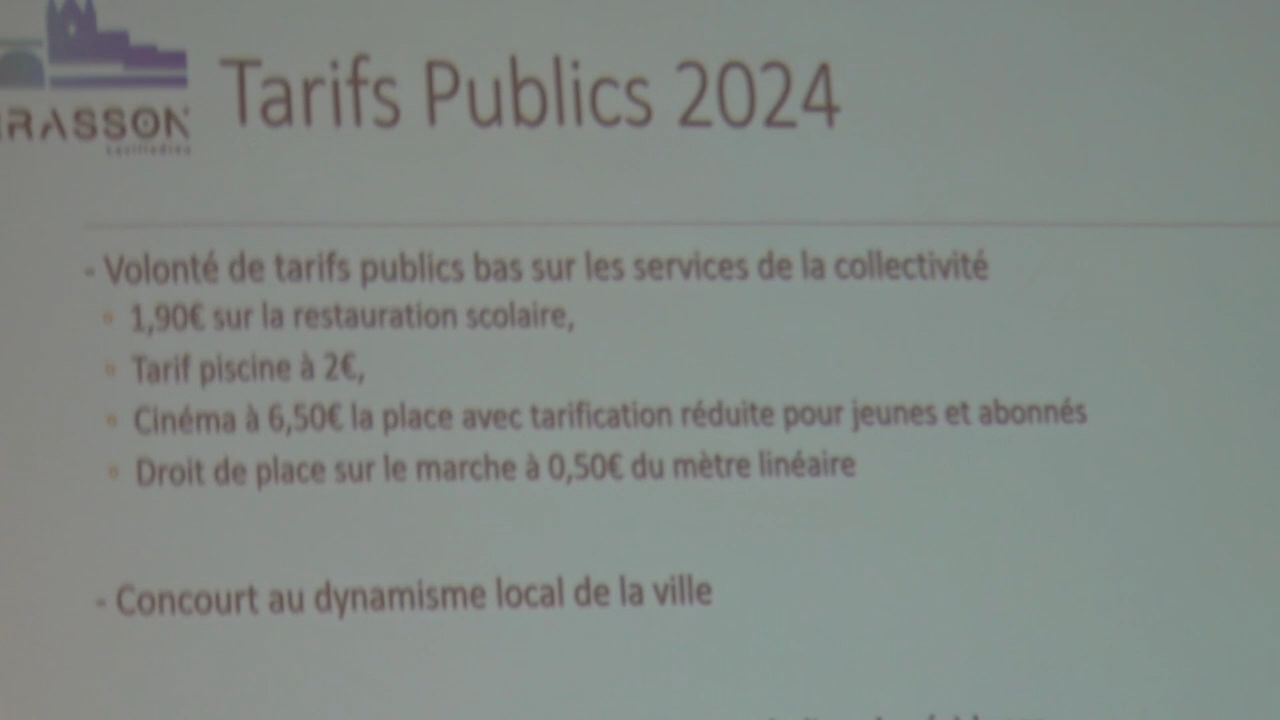 Tarifs Publics 2024
RASSON
- Volonté de tarifs publics bas sur les services de la collectivité
1,90€ sur la restauration scolaire,
Tarif piscine à 2€,
Cinéma à 6,50€ la place avec tarification réduite pour jeunes et abonnés
Droit de place sur le marche à 0,50€ du mètre linéaire
- Concourt au dynamisme local de la ville